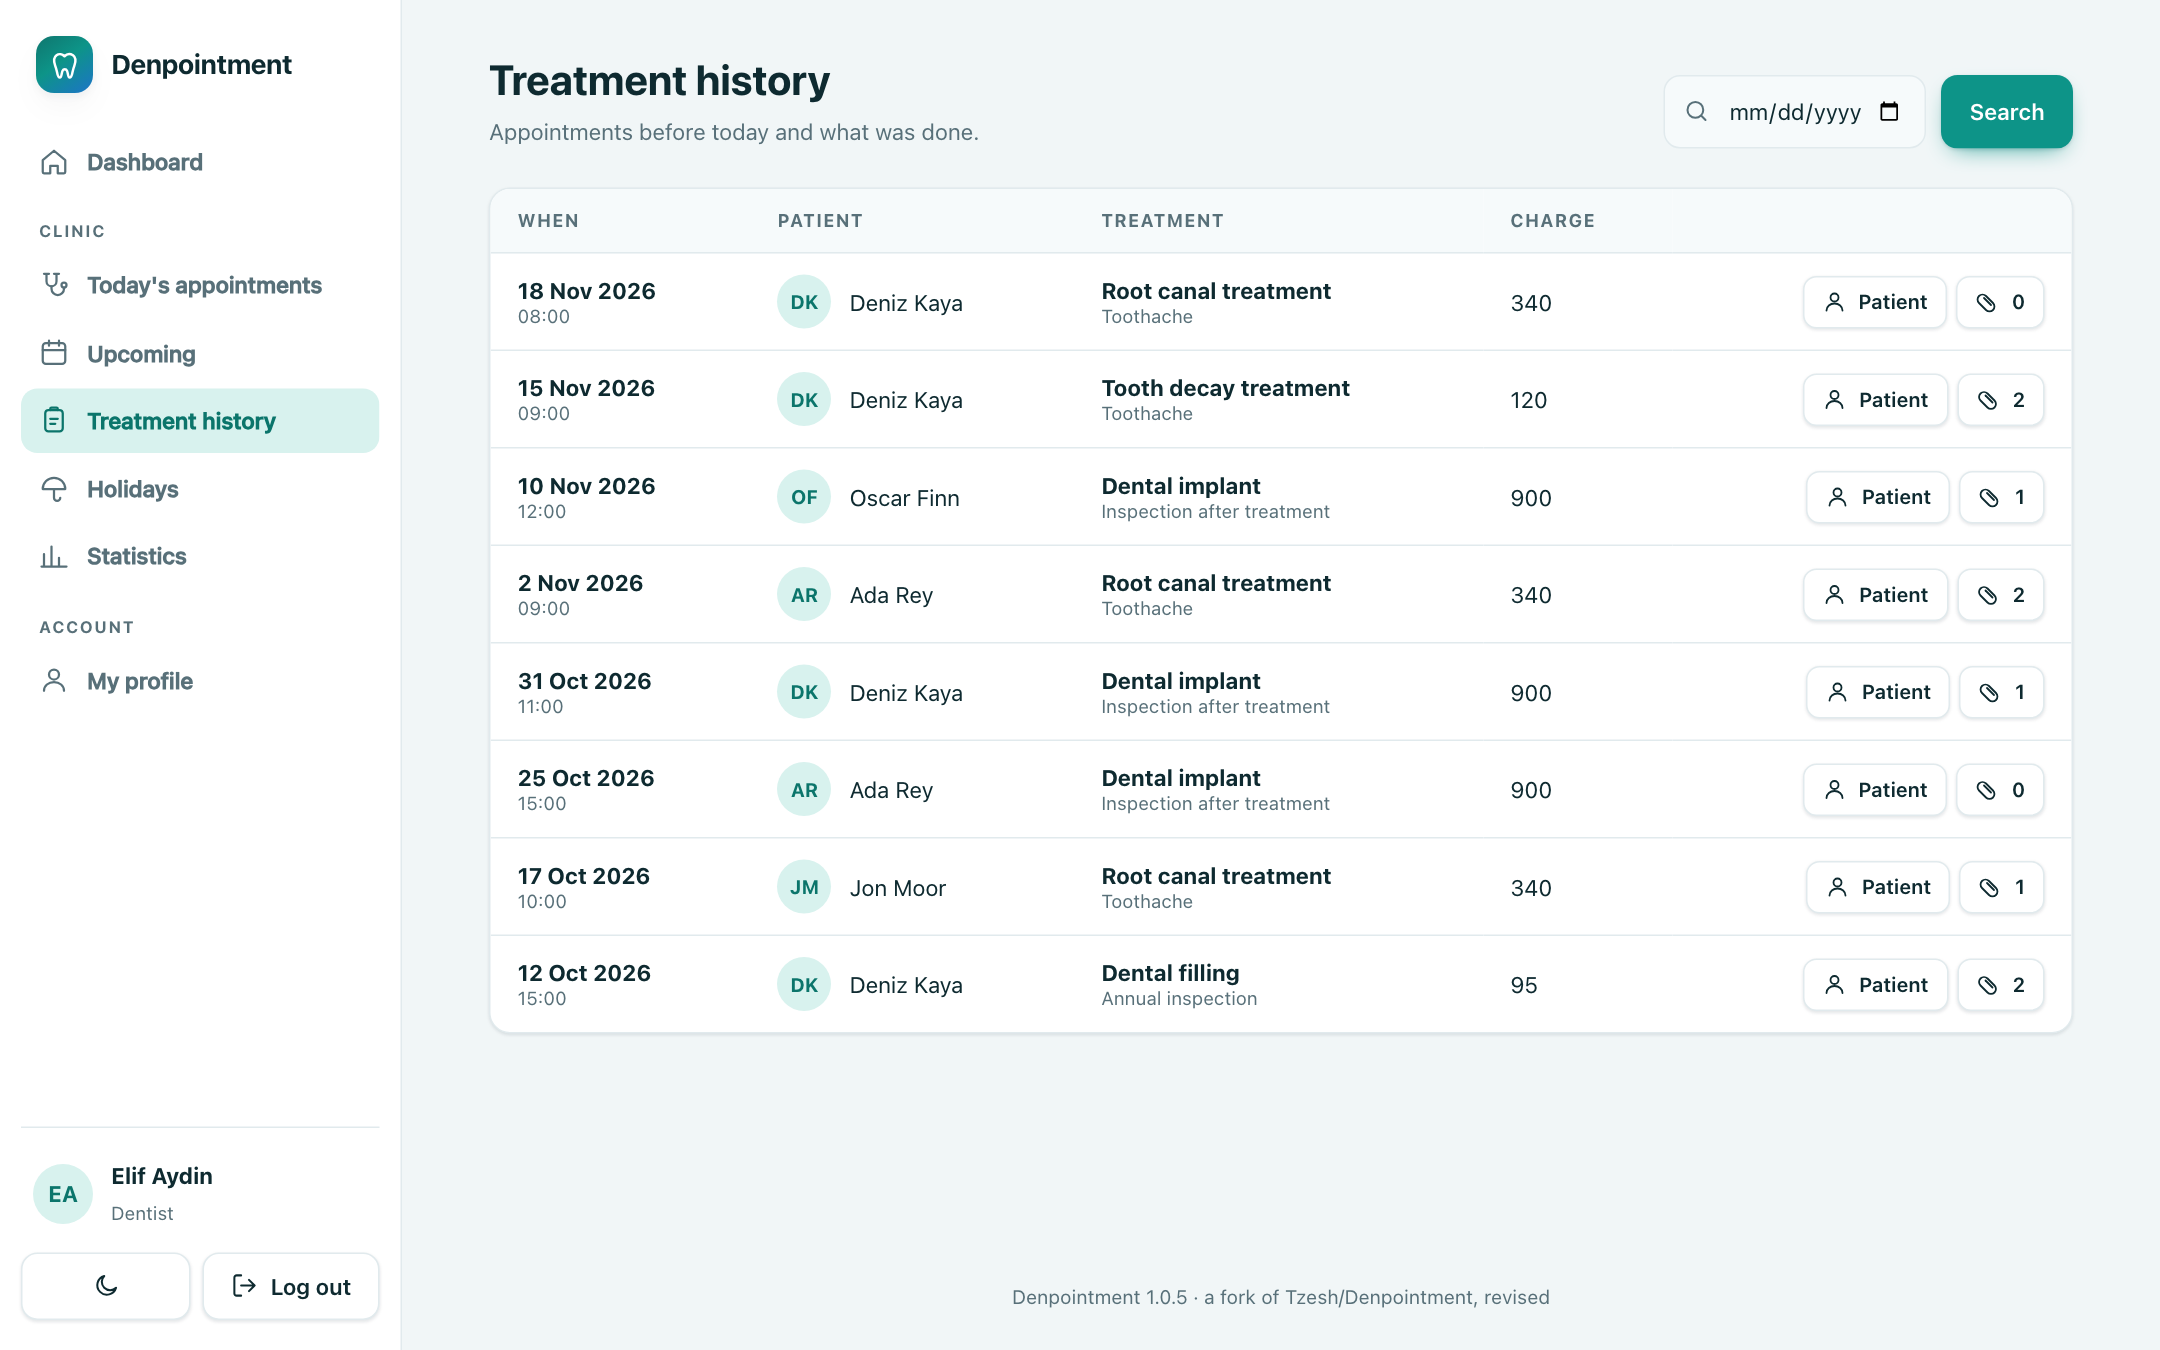 Denpointment
Dashboard
CLINIC
Today's appointments
Upcoming
Treatment history
Holidays
Statistics
ACCOUNT
My profile
EA
Elif Aydin
Dentist
Log out
Treatment history
Appointments before today and what was done.
mm/dd/yyyy
Search
WHEN PATIENT TREATMENT CHARGE
18 Nov 2026
08:00
DK Deniz Kaya
Root canal treatment
Toothache
340
Patient 0
15 Nov 2026
09:00
DK Deniz Kaya
Tooth decay treatment
Toothache
120
Patient 2
10 Nov 2026
12:00
OF Oscar Finn
Dental implant
Inspection after treatment
900
Patient 1
2 Nov 2026
09:00
AR Ada Rey
Root canal treatment
Toothache
340
Patient 2
31 Oct 2026
11:00
DK Deniz Kaya
Dental implant
Inspection after treatment
900
Patient 1
25 Oct 2026
15:00
AR Ada Rey
Dental implant
Inspection after treatment
900
Patient 0
17 Oct 2026
10:00
JM Jon Moor
Root canal treatment
Toothache
340
Patient 1
12 Oct 2026
15:00
DK Deniz Kaya
Dental filling
Annual inspection
95
Patient 2
Denpointment 1.0.5 · a fork of Tzesh/Denpointment, revised